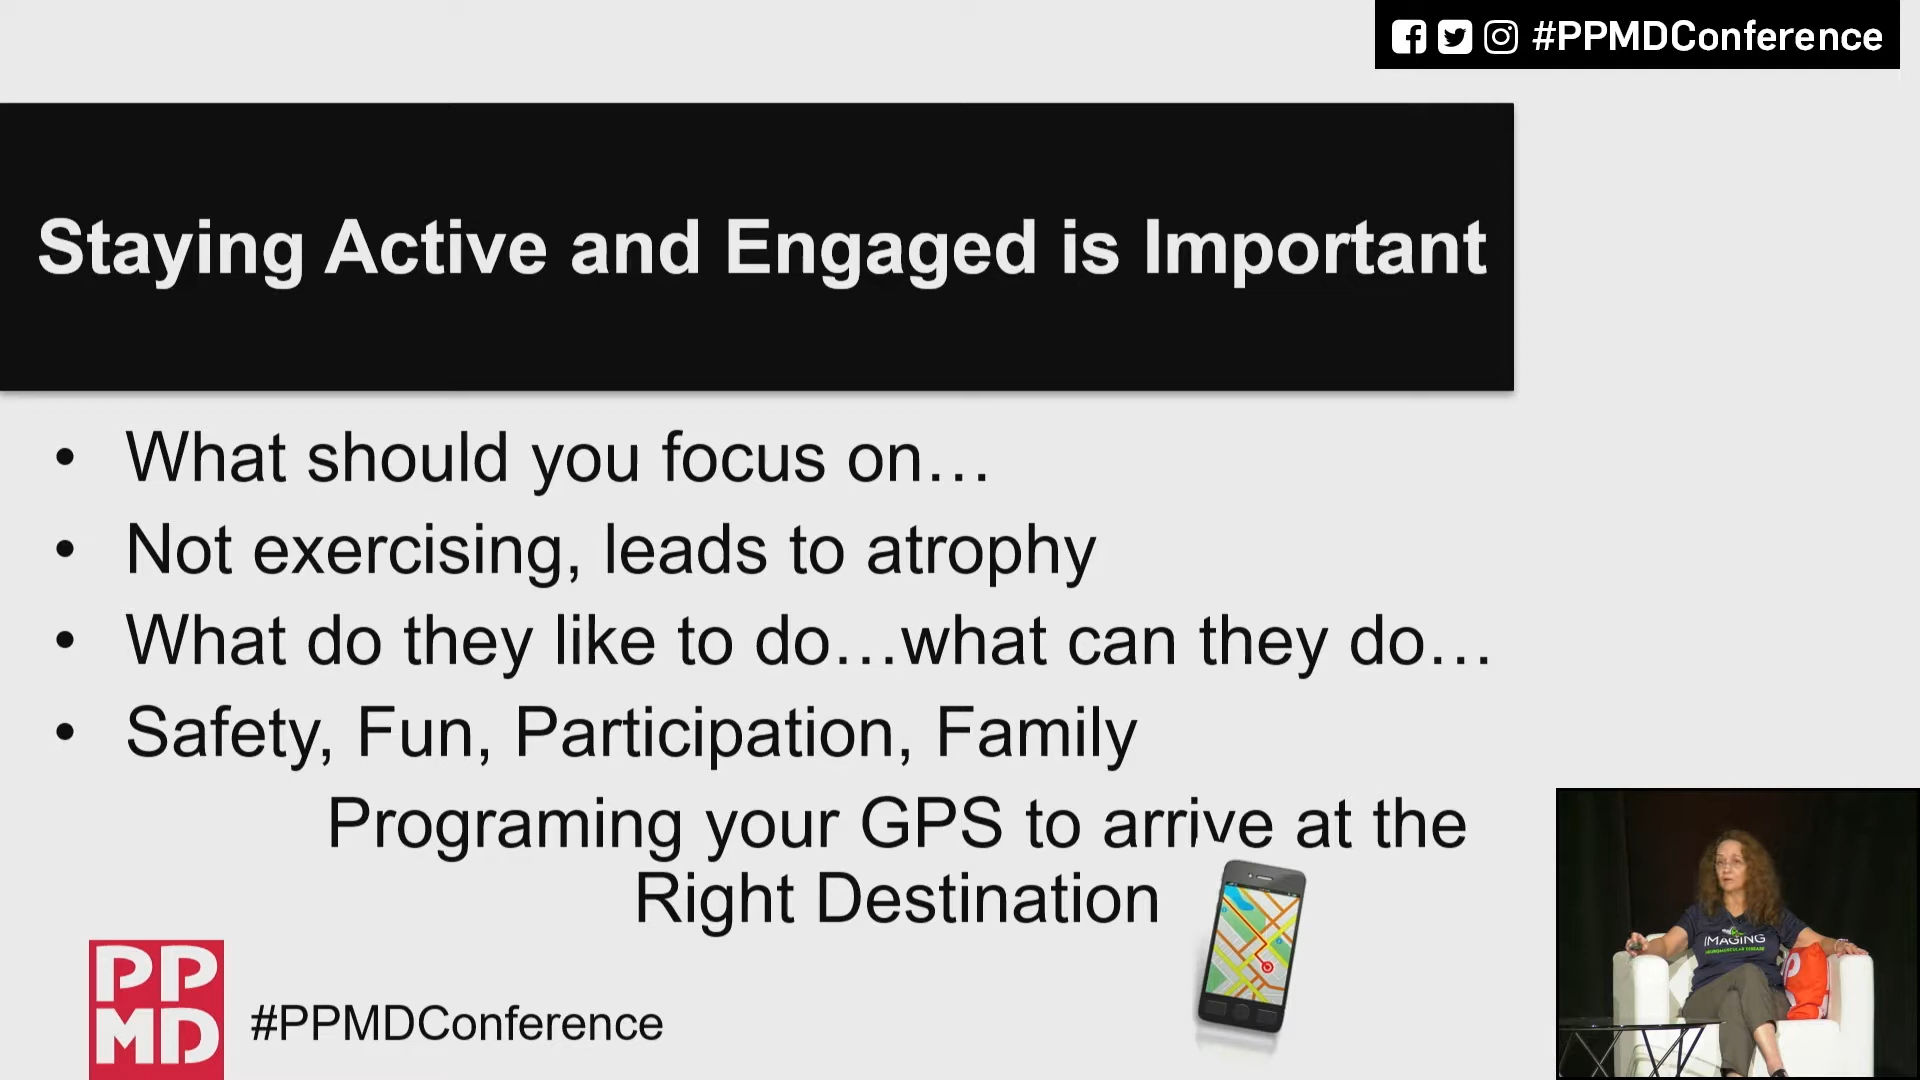 #PPMDConference
Staying Active and Engaged is Important
• What should you focus on…
• Not exercising, leads to atrophy
• What do they like to do…what can they do…
• Safety, Fun, Participation, Family
Programing your GPS to arrive at the
Right Destination
PP
MD
#PPMDConference
IMAGING
NEUROMUSCULAR DISEASE
P